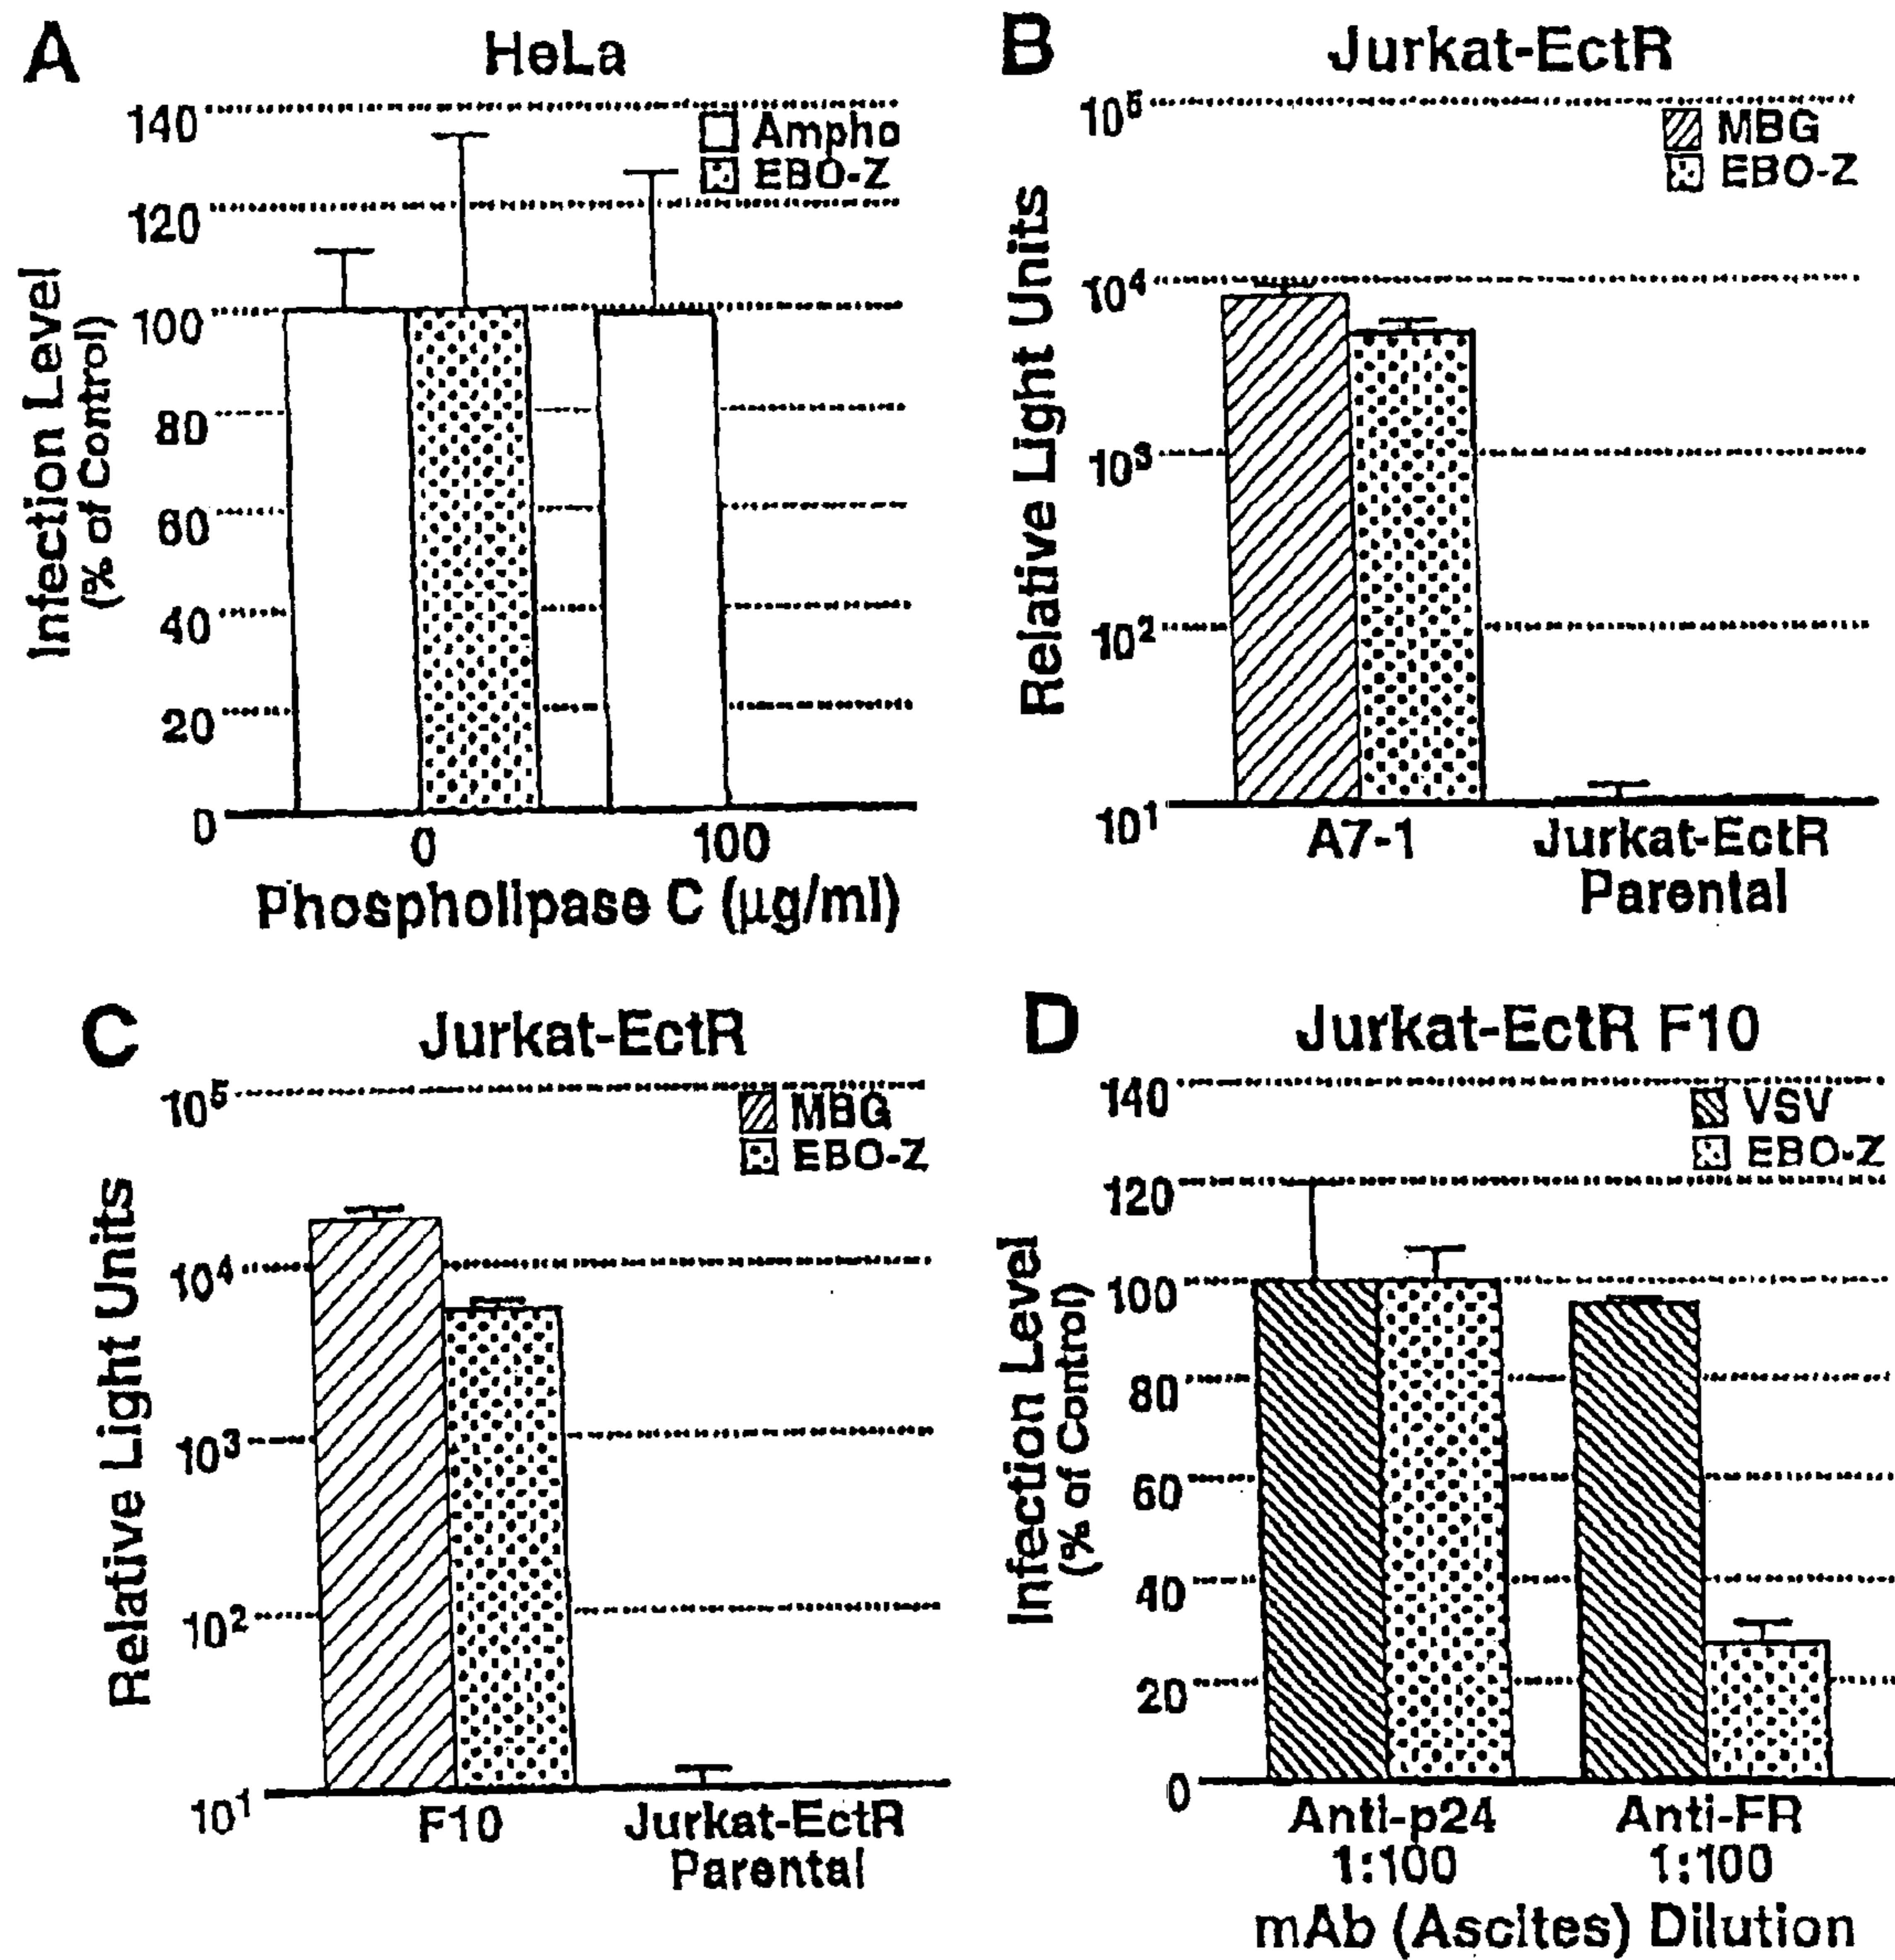 A
HeLa
140
120
100
80
60
40
20
0
Ampho
EBO-Z
Infection Level
(% of Control)
0
100
Phospholipase C (μg/ml)
B
Jurkat-EctR
10⁵
10⁴
10³
10²
10¹
MBG
EBO-Z
Relative Light Units
A7-1
Jurkat-EctR
Parental
C
Jurkat-EctR
10⁵
10⁴
10³
10²
10¹
MBG
EBO-Z
Relative Light Units
F10
Jurkat-EctR
Parental
D
Jurkat-EctR F10
140
120
100
80
60
40
20
0
VSV
EBO-Z
Infection Level
(% of Control)
Anti-p24
1:100
Anti-FR
1:100
mAb (Ascites) Dilution